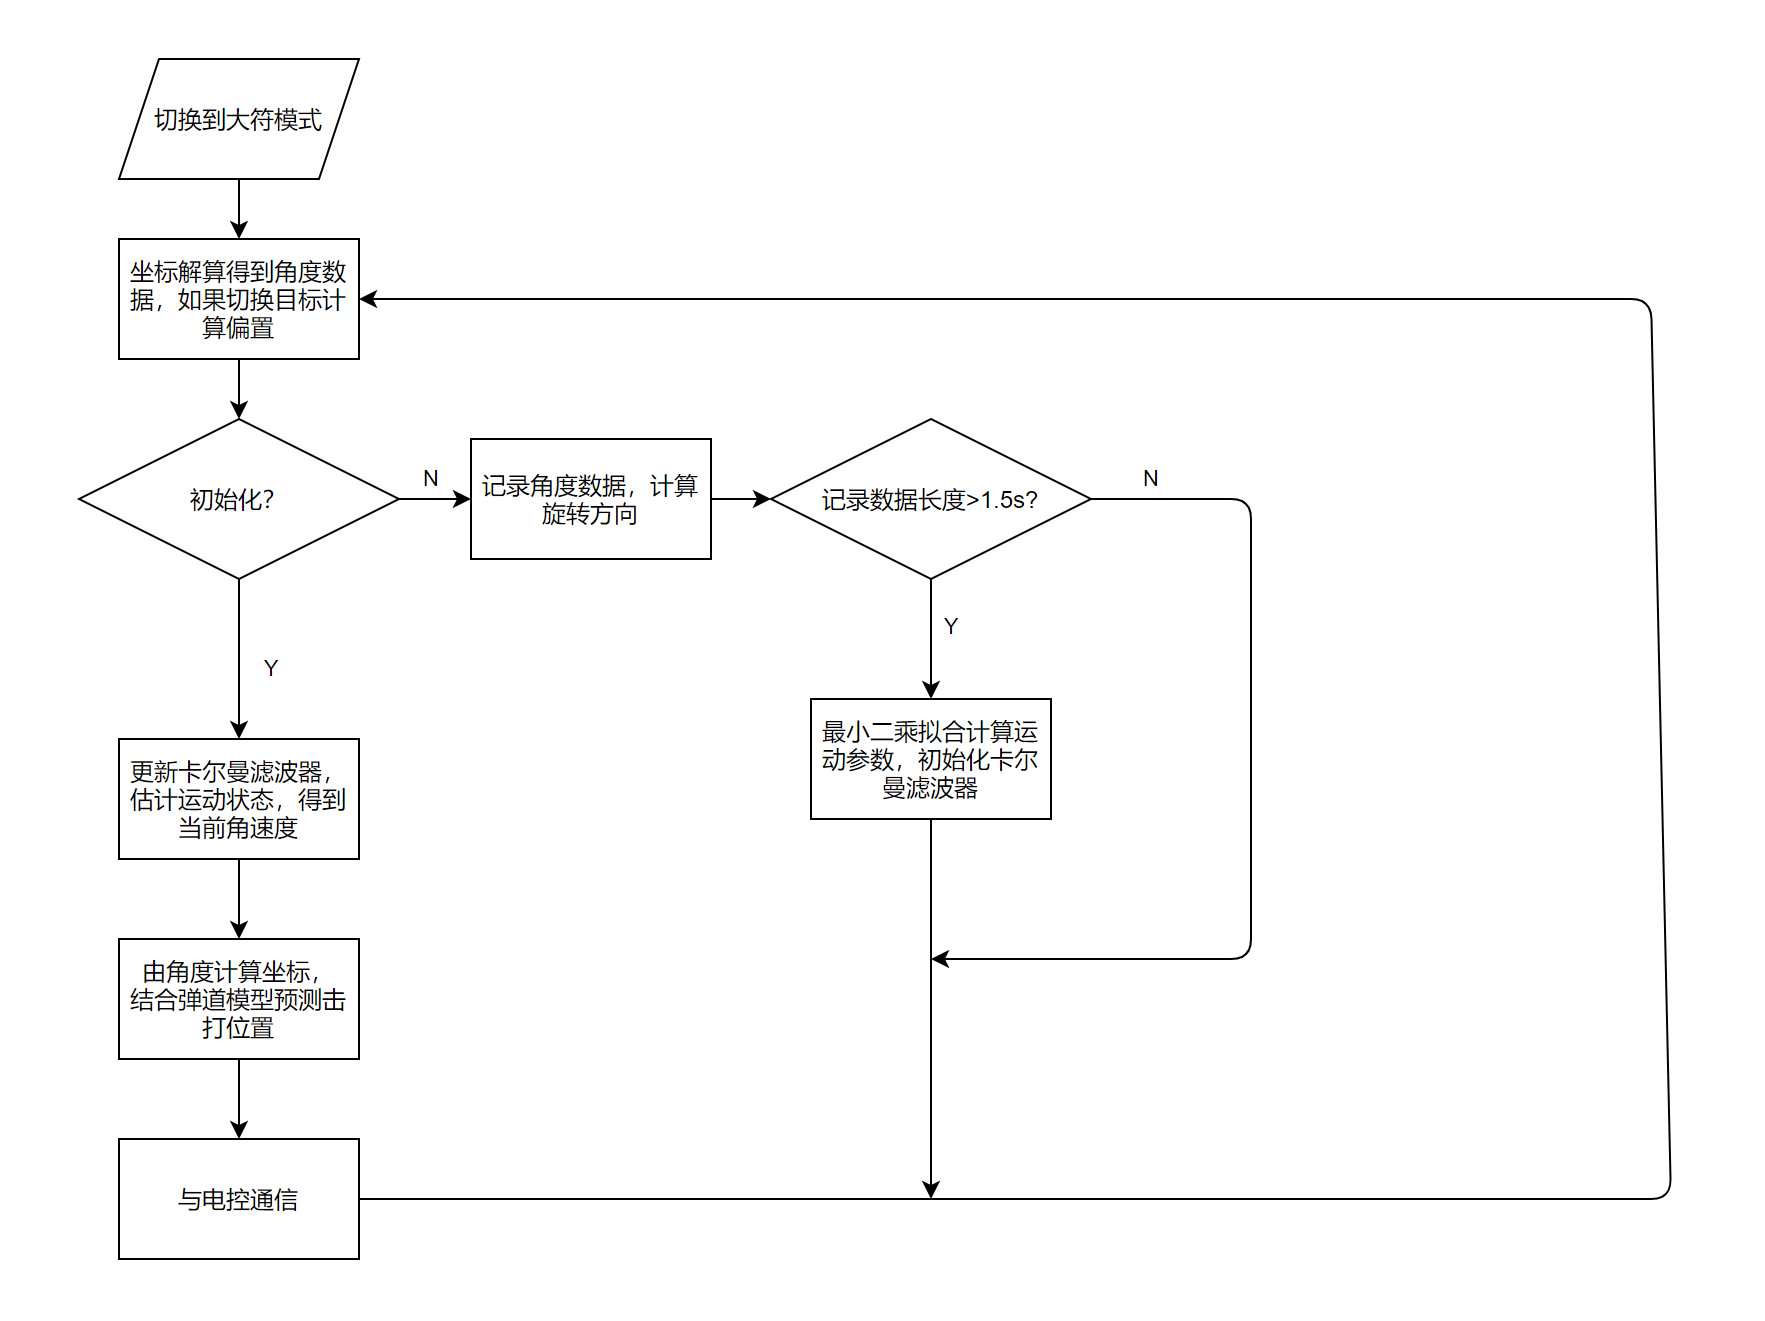 切换到大符模式
坐标解算得到角度数
据，如果切换目标计
算偏置
初始化？
N
记录角度数据，计算
旋转方向
记录数据长度>1.5s?
N
Y
Y
最小二乘拟合计算运
动参数，初始化卡尔
曼滤波器
更新卡尔曼滤波器，
估计运动状态，得到
当前角速度
由角度计算坐标，
结合弹道模型预测击
打位置
与电控通信